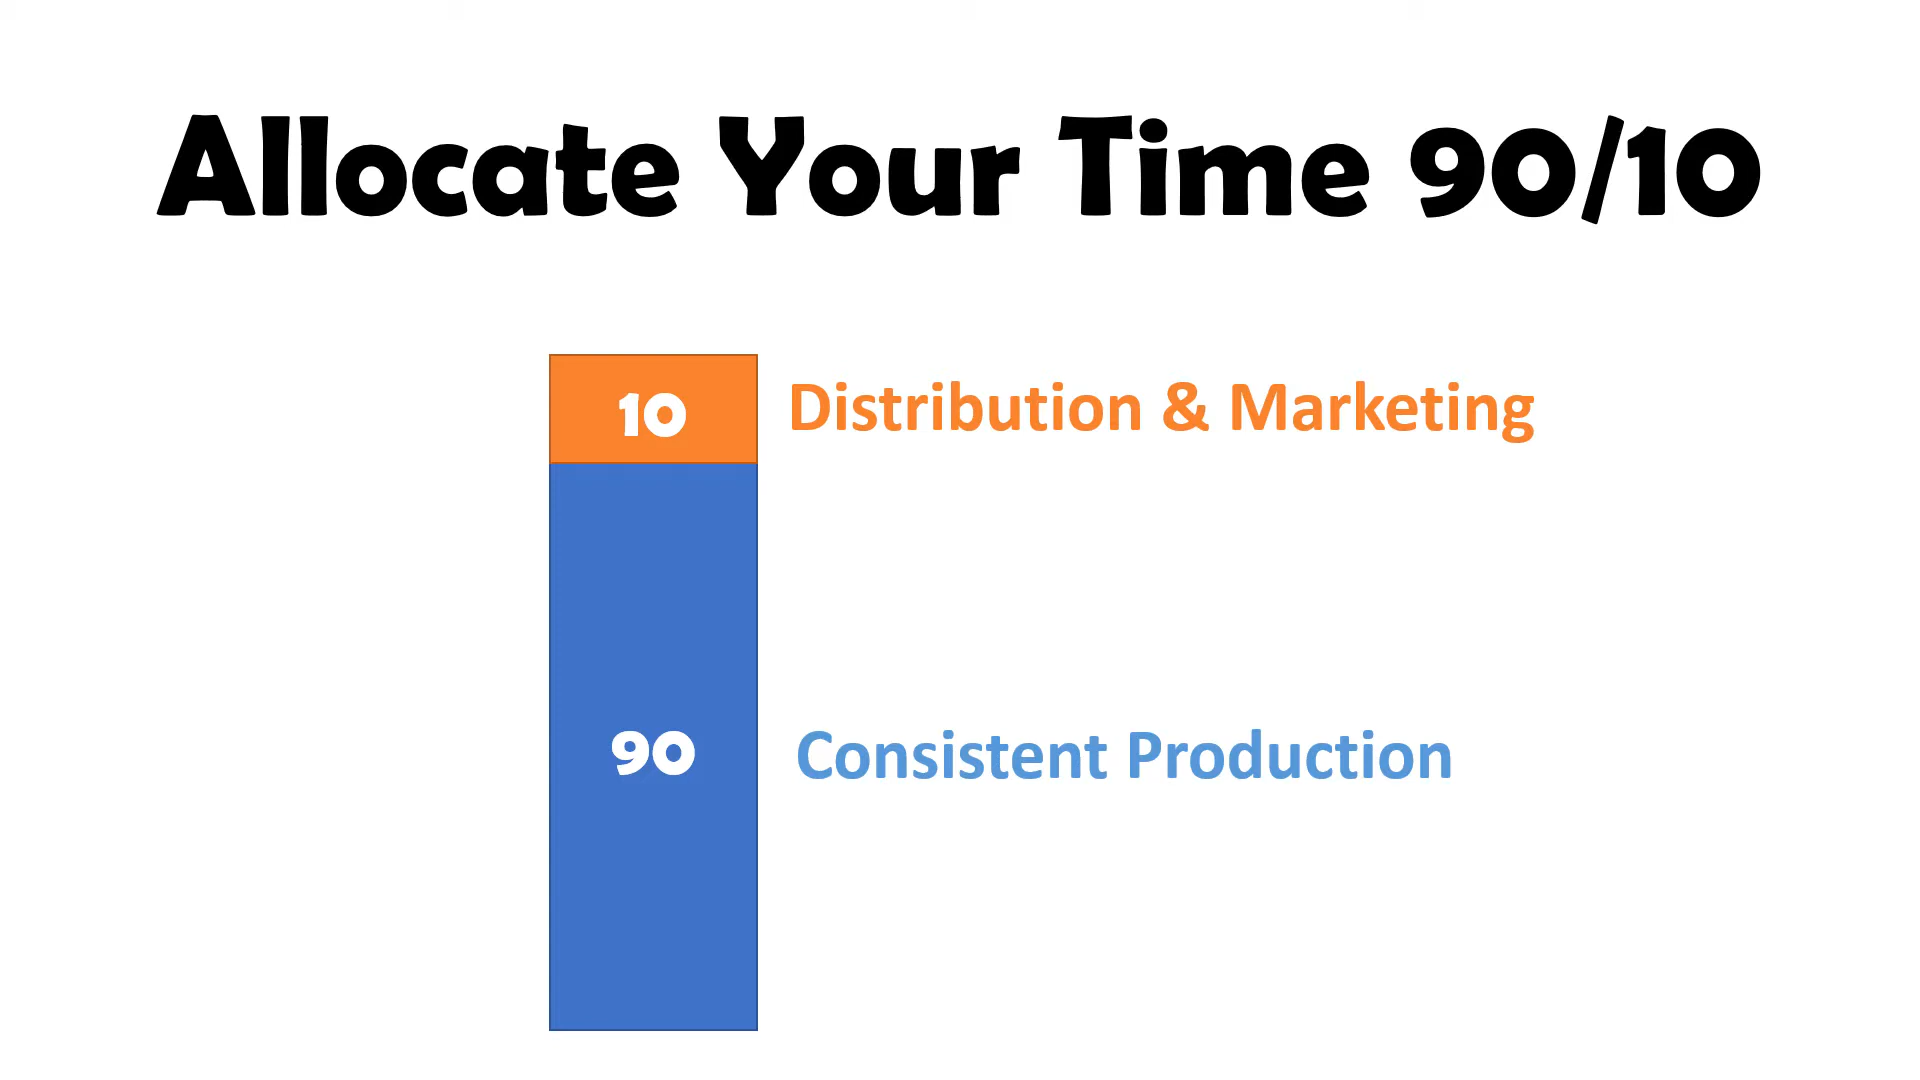 Allocate Your Time 90/10
10
Distribution & Marketing
90
Consistent Production